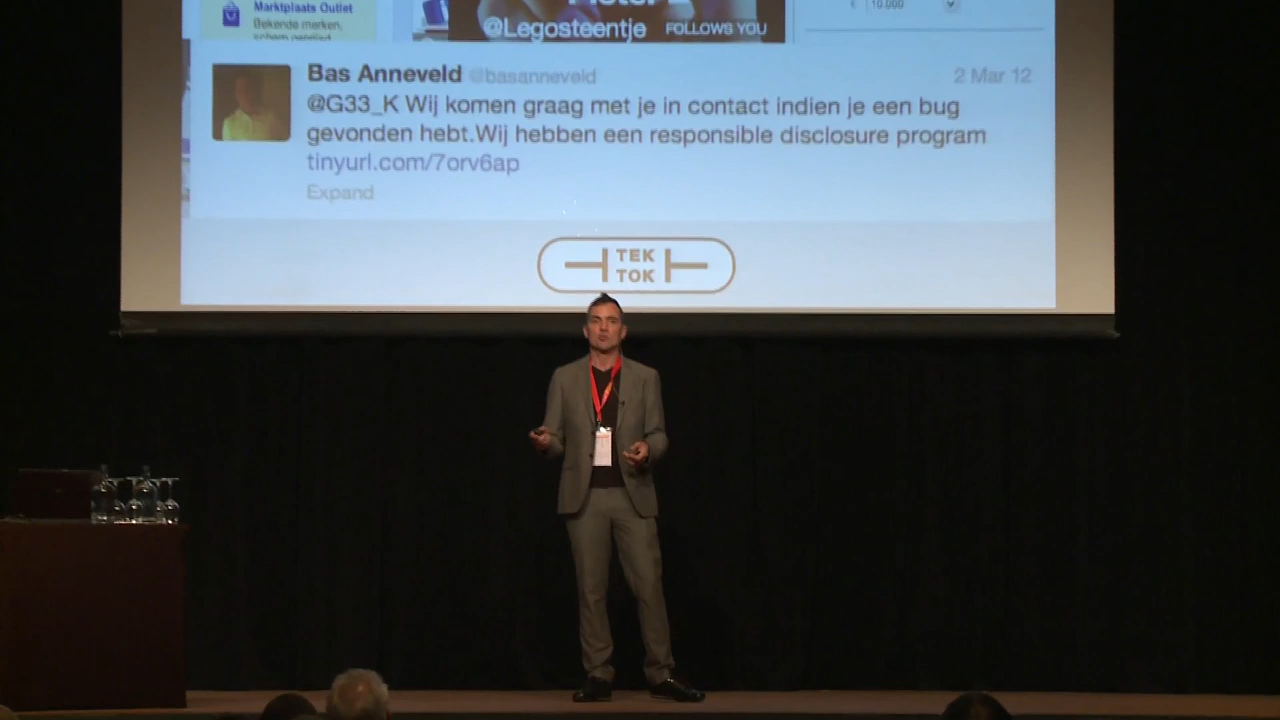 Marktplaats Outlet
Bekende merken,
@Legosteentje FOLLOWS YOU
€ 10.000
Bas Anneveld @basanneveld 2 Mar 12
@G33_K Wij komen graag met je in contact indien je een bug
gevonden hebt.Wij hebben een responsible disclosure program
tinyurl.com/7orv6ap
Expand
TEK
TOK